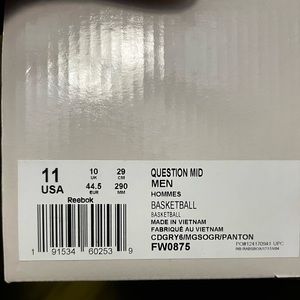 11 10 29
USA UK CM
44.5 290
EUR MM
Reebok
1 91534 60253 9
QUESTION MID
MEN
HOMMES
BASKETBALL
BASKETBALL
MADE IN VIETNAM
FABRIQUÉ AU VIETNAM
CDGRY6/MGSOGR/PANTON
FW0875
UPC